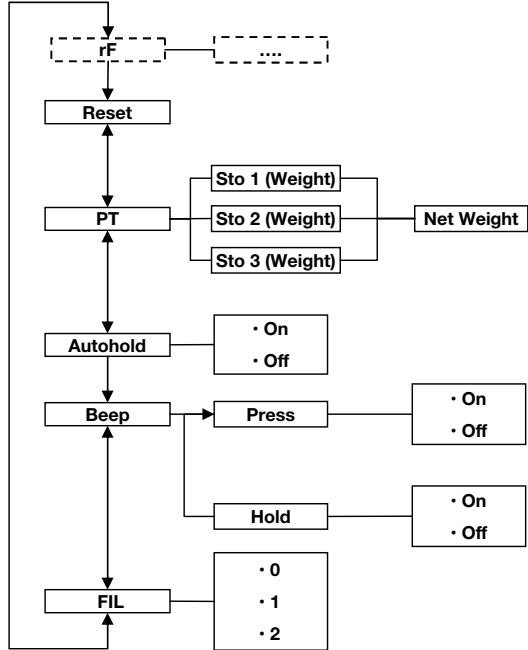 rF
....
Reset
Sto 1 (Weight)
PT
Sto 2 (Weight)
Net Weight
Sto 3 (Weight)
Autohold
· On
· Off
Beep
Press
· On
· Off
Hold
· On
· Off
FIL
· 0
· 1
· 2